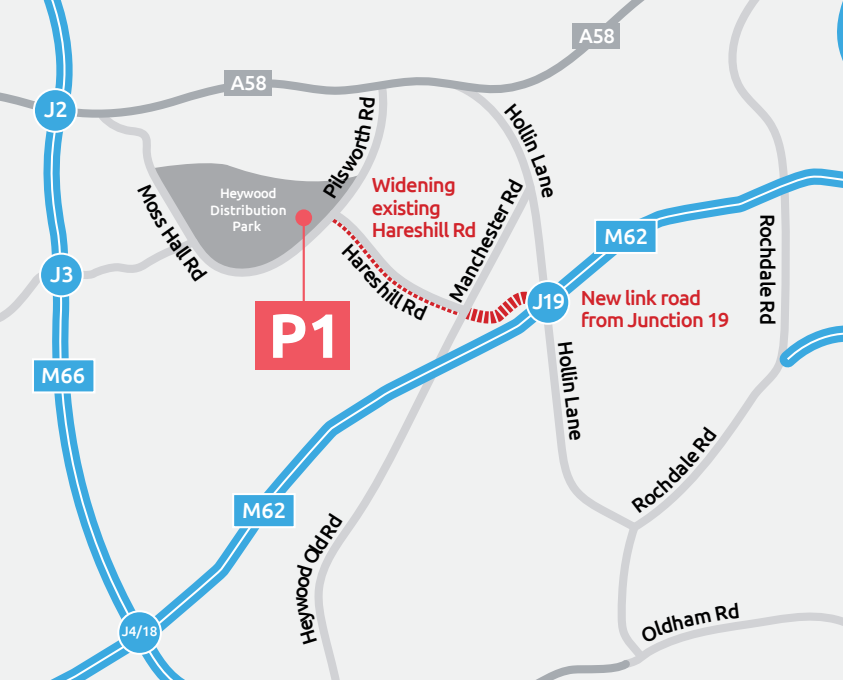 A58
A58
J2
Pilsworth Rd
Hollin Lane
Widening
existing
Hareshill Rd
Heywood
Distribution
Park
Moss Hall Rd
Manchester Rd
M62
Rochdale Rd
J3
Hareshill Rd
J19
New link road
from Junction 19
P1
M66
Hollin Lane
Rochdale Rd
M62
Heywood Old Rd
J4/18
Oldham Rd